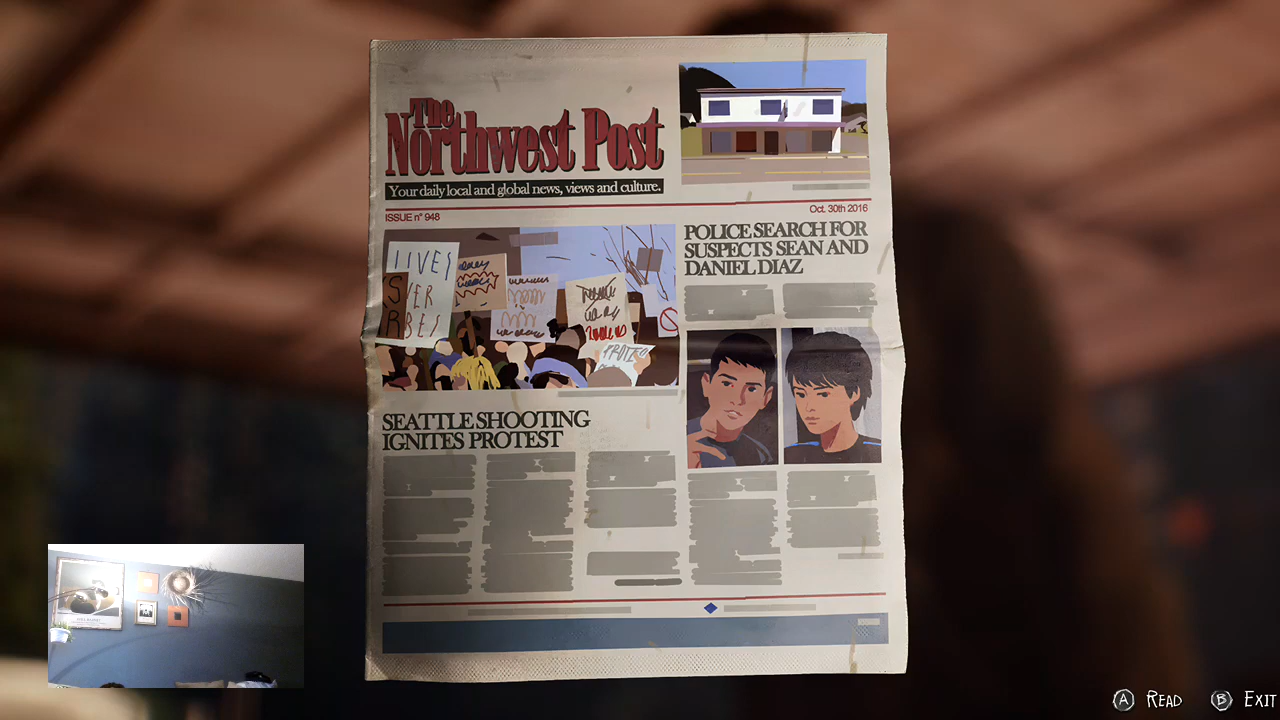 The
Northwest Post
Your daily local and global news, views and culture.
ISSUE n° 948
Oct. 30th 2016
POLICE SEARCH FOR
SUSPECTS SEAN AND
DANIEL DIAZ
LIVES
SEATTLE SHOOTING
IGNITES PROTEST
A READ
B EXIT